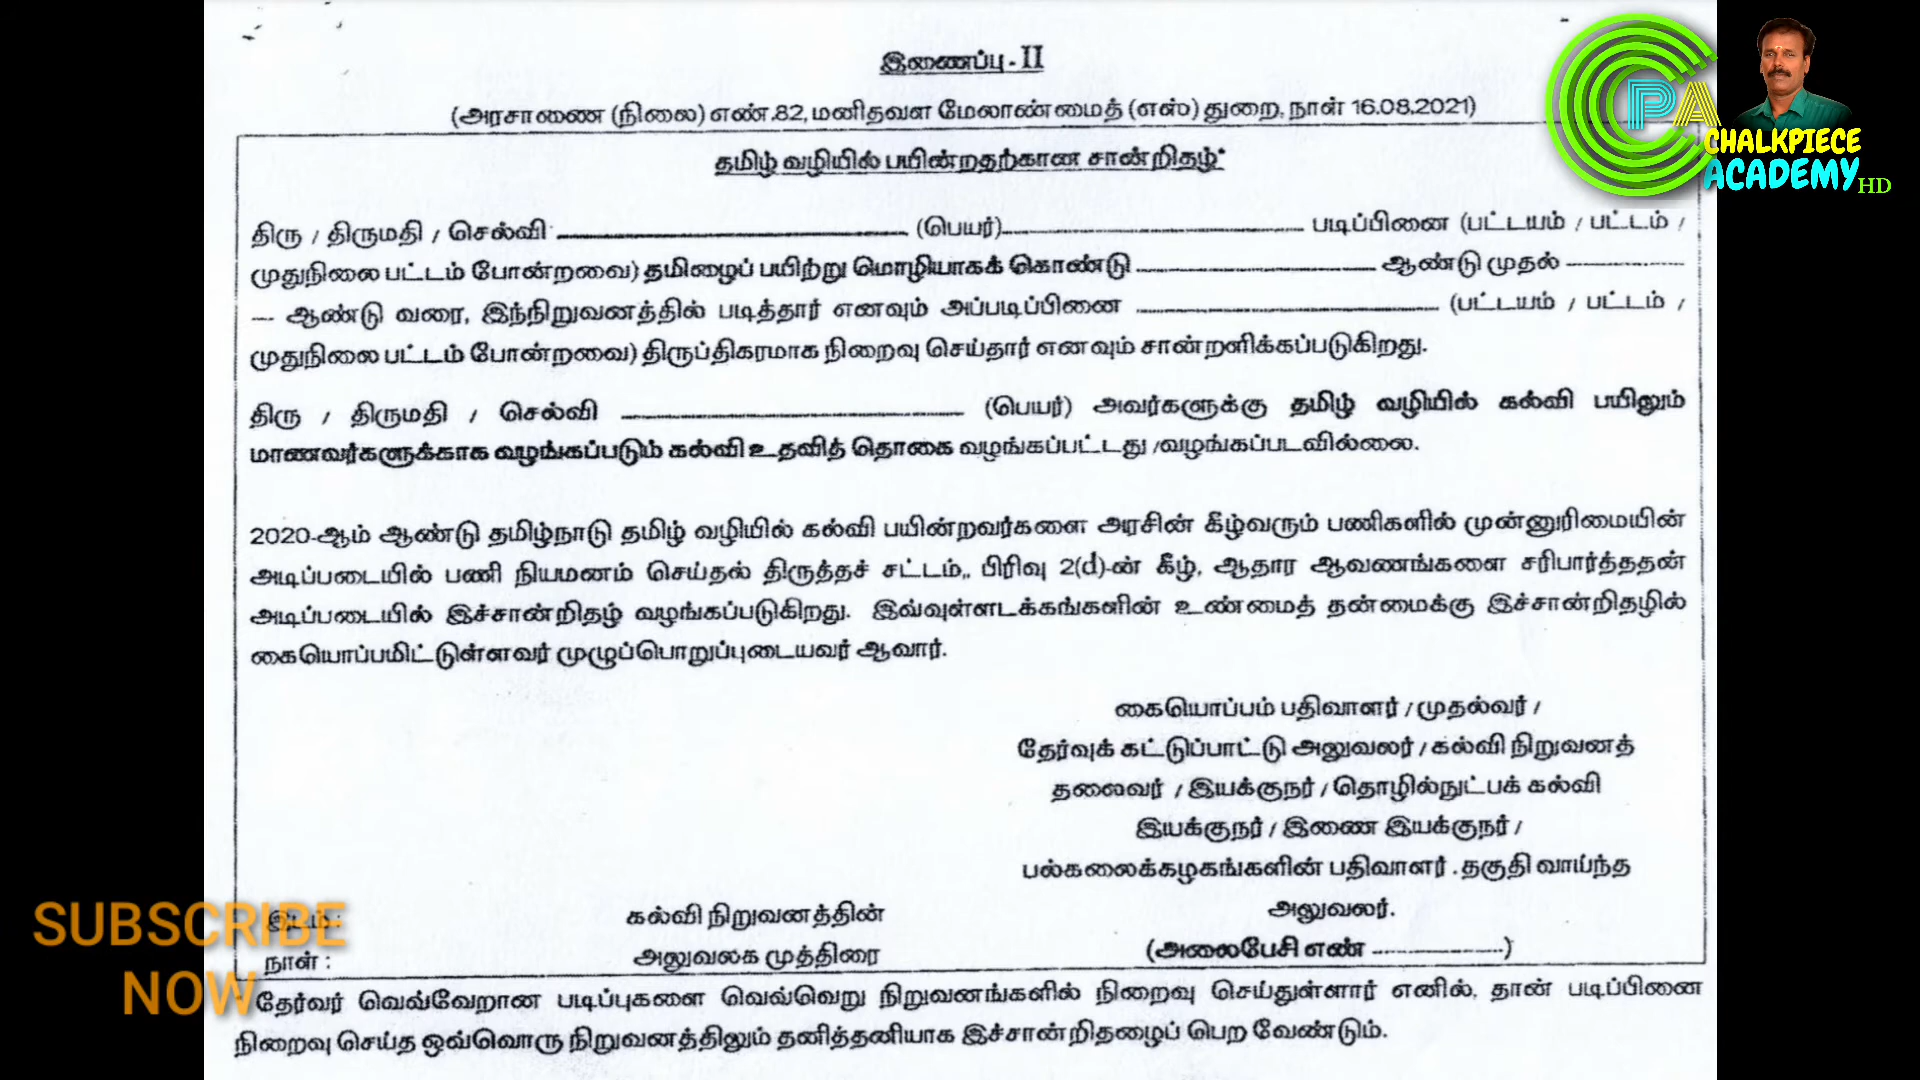 இணைப்பு - II
(அரசாணை (நிலை) எண்.82, மனிதவள மேலாண்மைத் (எஸ்) துறை, நாள் 16.08.2021)
தமிழ் வழியில் பயின்றதற்கான சான்றிதழ்*
திரு / திருமதி / செல்வி ---------- (பெயர்)---------- படிப்பினை (பட்டயம் / பட்டம் /
முதுநிலை பட்டம் போன்றவை) தமிழைப் பயிற்று மொழியாகக் கொண்டு ---------- ஆண்டு முதல் ----------
--- ஆண்டு வரை, இந்நிறுவனத்தில் படித்தார் எனவும் அப்படிப்பினை ---------- (பட்டயம் / பட்டம் /
முதுநிலை பட்டம் போன்றவை) திருப்திகரமாக நிறைவு செய்தார் எனவும் சான்றளிக்கப்படுகிறது.
திரு / திருமதி / செல்வி ---------- (பெயர்) அவர்களுக்கு தமிழ் வழியில் கல்வி பயிலும்
மாணவர்களுக்காக வழங்கப்படும் கல்வி உதவித் தொகை வழங்கப்பட்டது /வழங்கப்படவில்லை.
2020-ஆம் ஆண்டு தமிழ்நாடு தமிழ் வழியில் கல்வி பயின்றவர்களை அரசின் கீழ்வரும் பணிகளில் முன்னுரிமையின்
அடிப்படையில் பணி நியமனம் செய்தல் திருத்தச் சட்டம்,, பிரிவு 2(d)-ன் கீழ், ஆதார ஆவணங்களை சரிபார்த்ததன்
அடிப்படையில் இச்சான்றிதழ் வழங்கப்படுகிறது. இவ்வுள்ளடக்கங்களின் உண்மைத் தன்மைக்கு இச்சான்றிதழில்
கையொப்பமிட்டுள்ளவர் முழுப்பொறுப்புடையவர் ஆவார்.
கையொப்பம் பதிவாளர் / முதல்வர் /
தேர்வுக் கட்டுப்பாட்டு அலுவலர் / கல்வி நிறுவனத்
தலைவர் / இயக்குநர் / தொழில்நுட்பக் கல்வி
இயக்குநர் / இணை இயக்குநர் /
பல்கலைக்கழகங்களின் பதிவாளர் . தகுதி வாய்ந்த
இடம் : கல்வி நிறுவனத்தின் அலுவலர்.
நாள் : அலுவலக முத்திரை (அலைபேசி எண் ----------)
தேர்வர் வெவ்வேறான படிப்புகளை வெவ்வெறு நிறுவனங்களில் நிறைவு செய்துள்ளார் எனில், தான் படிப்பினை
நிறைவு செய்த ஒவ்வொரு நிறுவனத்திலும் தனித்தனியாக இச்சான்றிதழைப் பெற வேண்டும்.
SUBSCRIBE
NOW
CPA
CHALKPIECE
ACADEMY HD